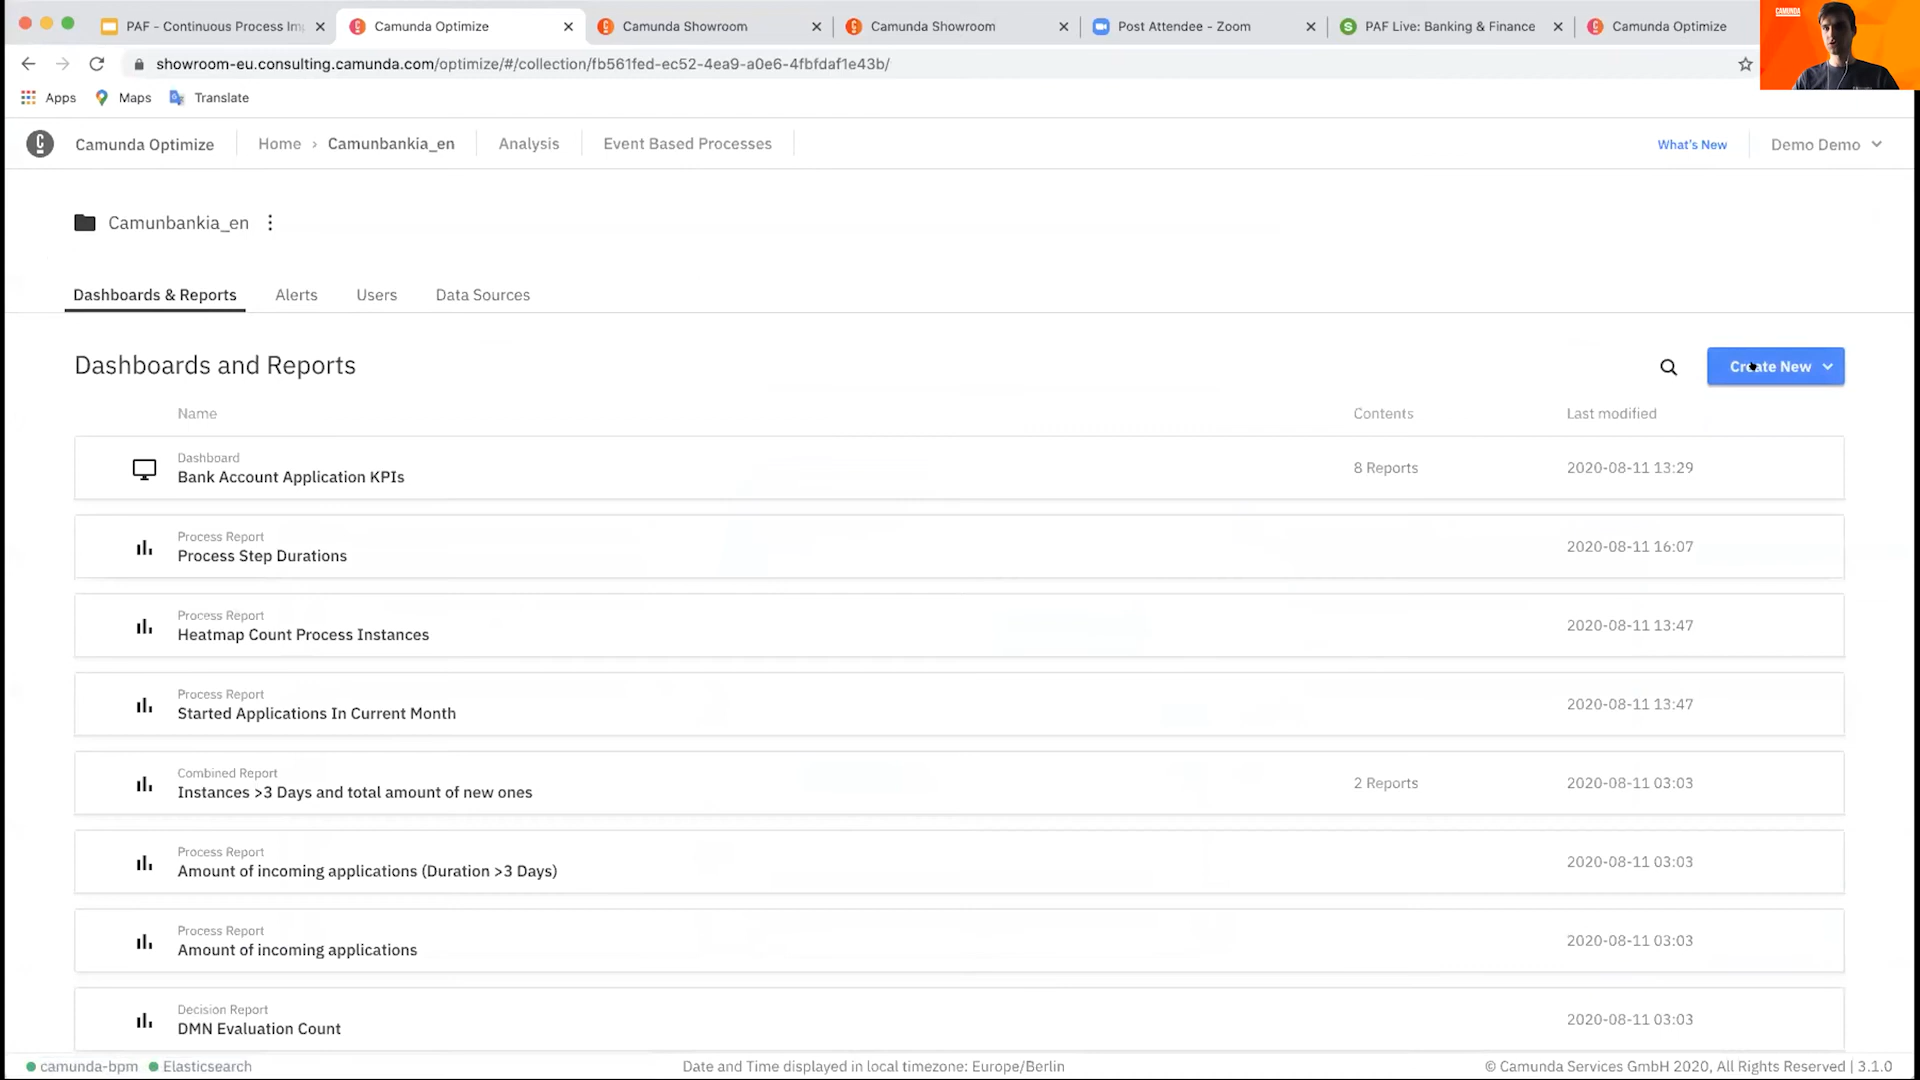 PAF - Continuous Process Im
Camunda Optimize
Camunda Showroom
Camunda Showroom
Post Attendee - Zoom
PAF Live: Banking & Finance
Camunda Optimize
CAMUNDA
showroom-eu.consulting.camunda.com/optimize/#/collection/fb561fed-ec52-4ea9-a0e6-4fbfdaf1e43b/
Apps
Maps
Translate
Camunda Optimize
Home › Camunbankia_en
Analysis
Event Based Processes
What's New
Demo Demo
Camunbankia_en
Dashboards & Reports
Alerts
Users
Data Sources
Dashboards and Reports
Create New
Name
Contents
Last modified
Dashboard
Bank Account Application KPIs
8 Reports
2020-08-11 13:29
Process Report
Process Step Durations
2020-08-11 16:07
Process Report
Heatmap Count Process Instances
2020-08-11 13:47
Process Report
Started Applications In Current Month
2020-08-11 13:47
Combined Report
Instances >3 Days and total amount of new ones
2 Reports
2020-08-11 03:03
Process Report
Amount of incoming applications (Duration >3 Days)
2020-08-11 03:03
Process Report
Amount of incoming applications
2020-08-11 03:03
Decision Report
DMN Evaluation Count
2020-08-11 03:03
camunda-bpm
Elasticsearch
Date and Time displayed in local timezone: Europe/Berlin
© Camunda Services GmbH 2020, All Rights Reserved | 3.1.0